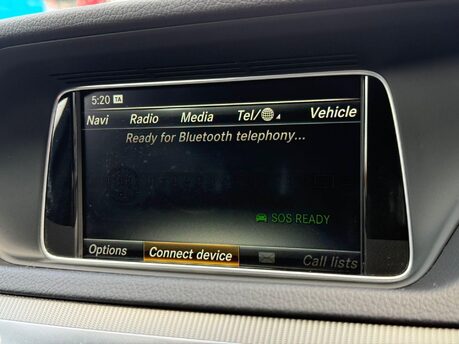 5:20 TA
Navi Radio Media Tel/ Vehicle
Ready for Bluetooth telephony...
SOS READY
Options Connect device Call lists